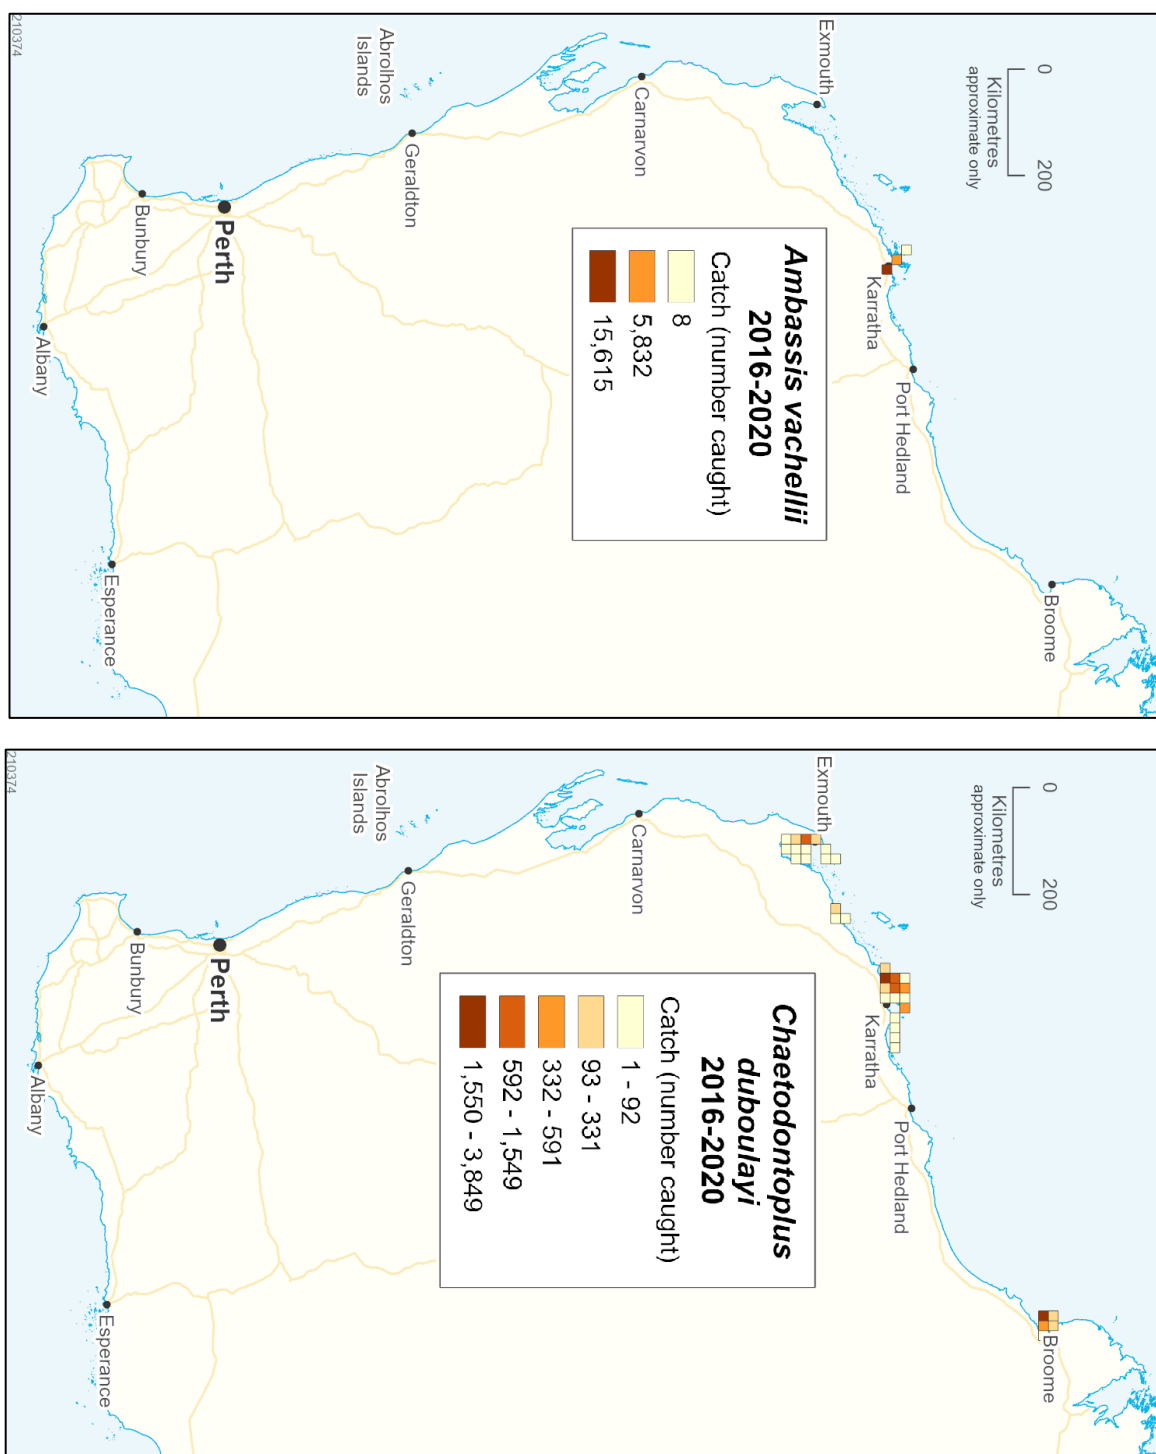 Ambassis vachellii
2016-2020
Catch (number caught)
8
5,832
15,615
0
200
Kilometres
approximate only
Exmouth
Carnarvon
Abrolhos
Islands
Geraldton
Perth
Bunbury
Albany
Esperance
Karratha
Port Hedland
Broome
210374
Chaetodontoplus
duboulayi
2016-2020
Catch (number caught)
1 - 92
93 - 331
332 - 591
592 - 1,549
1,550 - 3,849
0
200
Kilometres
approximate only
Exmouth
Carnarvon
Abrolhos
Islands
Geraldton
Perth
Bunbury
Albany
Esperance
Karratha
Port Hedland
Broome
210374